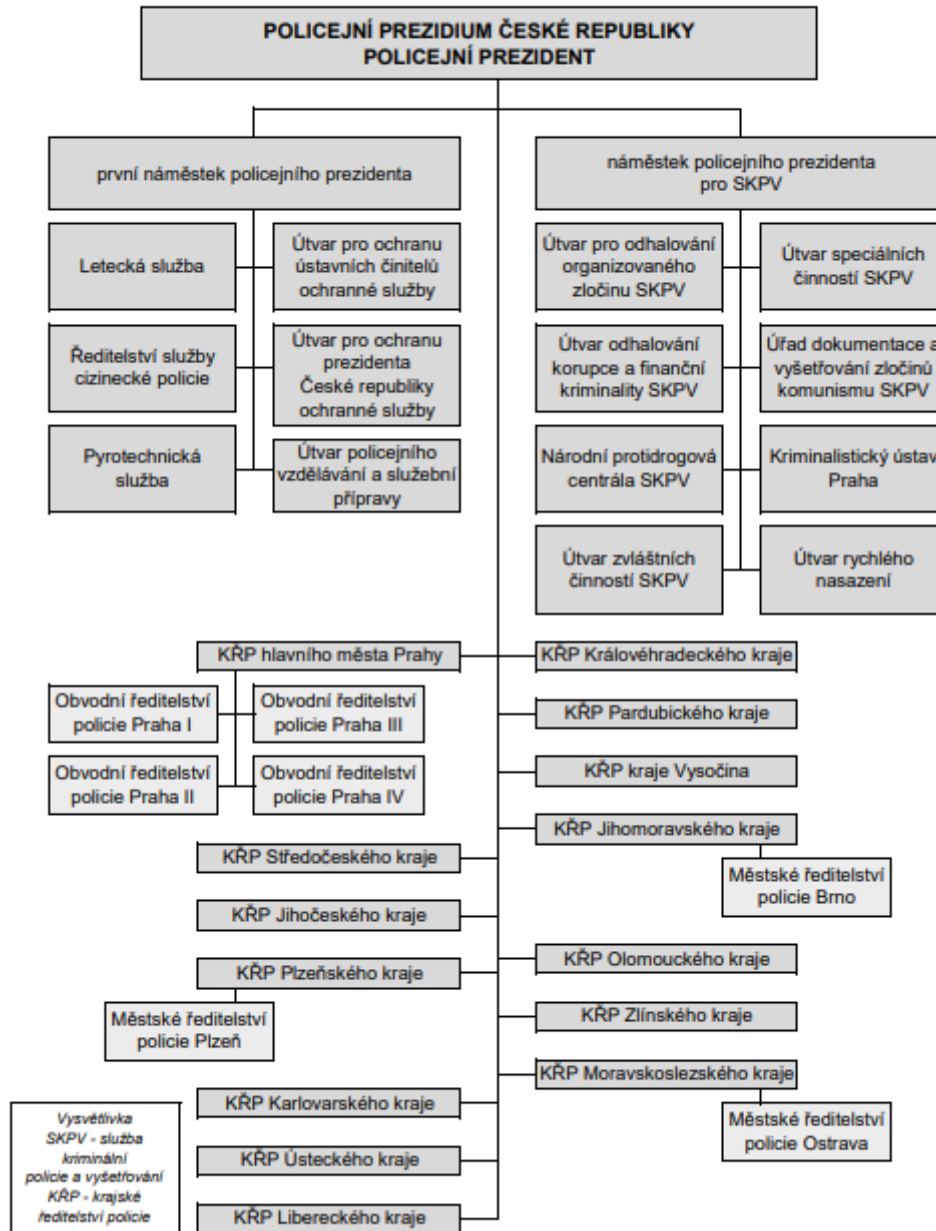 POLICEJNÍ PREZIDIUM ČESKÉ REPUBLIKY
POLICEJNÍ PREZIDENT
první náměstek policejního prezidenta
Letecká služba
Útvar pro ochranu
ústavních činitelů
ochranné služby
Ředitelství služby
cizinecké policie
Útvar pro ochranu
prezidenta
České republiky
ochranné služby
Pyrotechnická
služba
Útvar policejního
vzdělávání a služební
přípravy
náměstek policejního prezidenta
pro SKPV
Útvar pro odhalování
organizovaného
zločinu SKPV
Útvar speciálních
činností SKPV
Útvar odhalování
korupce a finanční
kriminality SKPV
Úřad dokumentace a
vyšetřování zločinů
komunismu SKPV
Národní protidrogová
centrála SKPV
Kriminalistický ústav
Praha
Útvar zvláštních
činností SKPV
Útvar rychlého
nasazení
KŘP hlavního města Prahy
Obvodní ředitelství
policie Praha I
Obvodní ředitelství
policie Praha III
Obvodní ředitelství
policie Praha II
Obvodní ředitelství
policie Praha IV
KŘP Středočeského kraje
KŘP Jihočeského kraje
KŘP Plzeňského kraje
Městské ředitelství
policie Plzeň
KŘP Karlovarského kraje
KŘP Ústeckého kraje
KŘP Libereckého kraje
KŘP Královéhradeckého kraje
KŘP Pardubického kraje
KŘP kraje Vysočina
KŘP Jihomoravského kraje
Městské ředitelství
policie Brno
KŘP Olomouckého kraje
KŘP Zlínského kraje
KŘP Moravskoslezského kraje
Městské ředitelství
policie Ostrava
Vysvětlivka
SKPV - služba
kriminální
policie a vyšetřování
KŘP - krajské
ředitelství policie